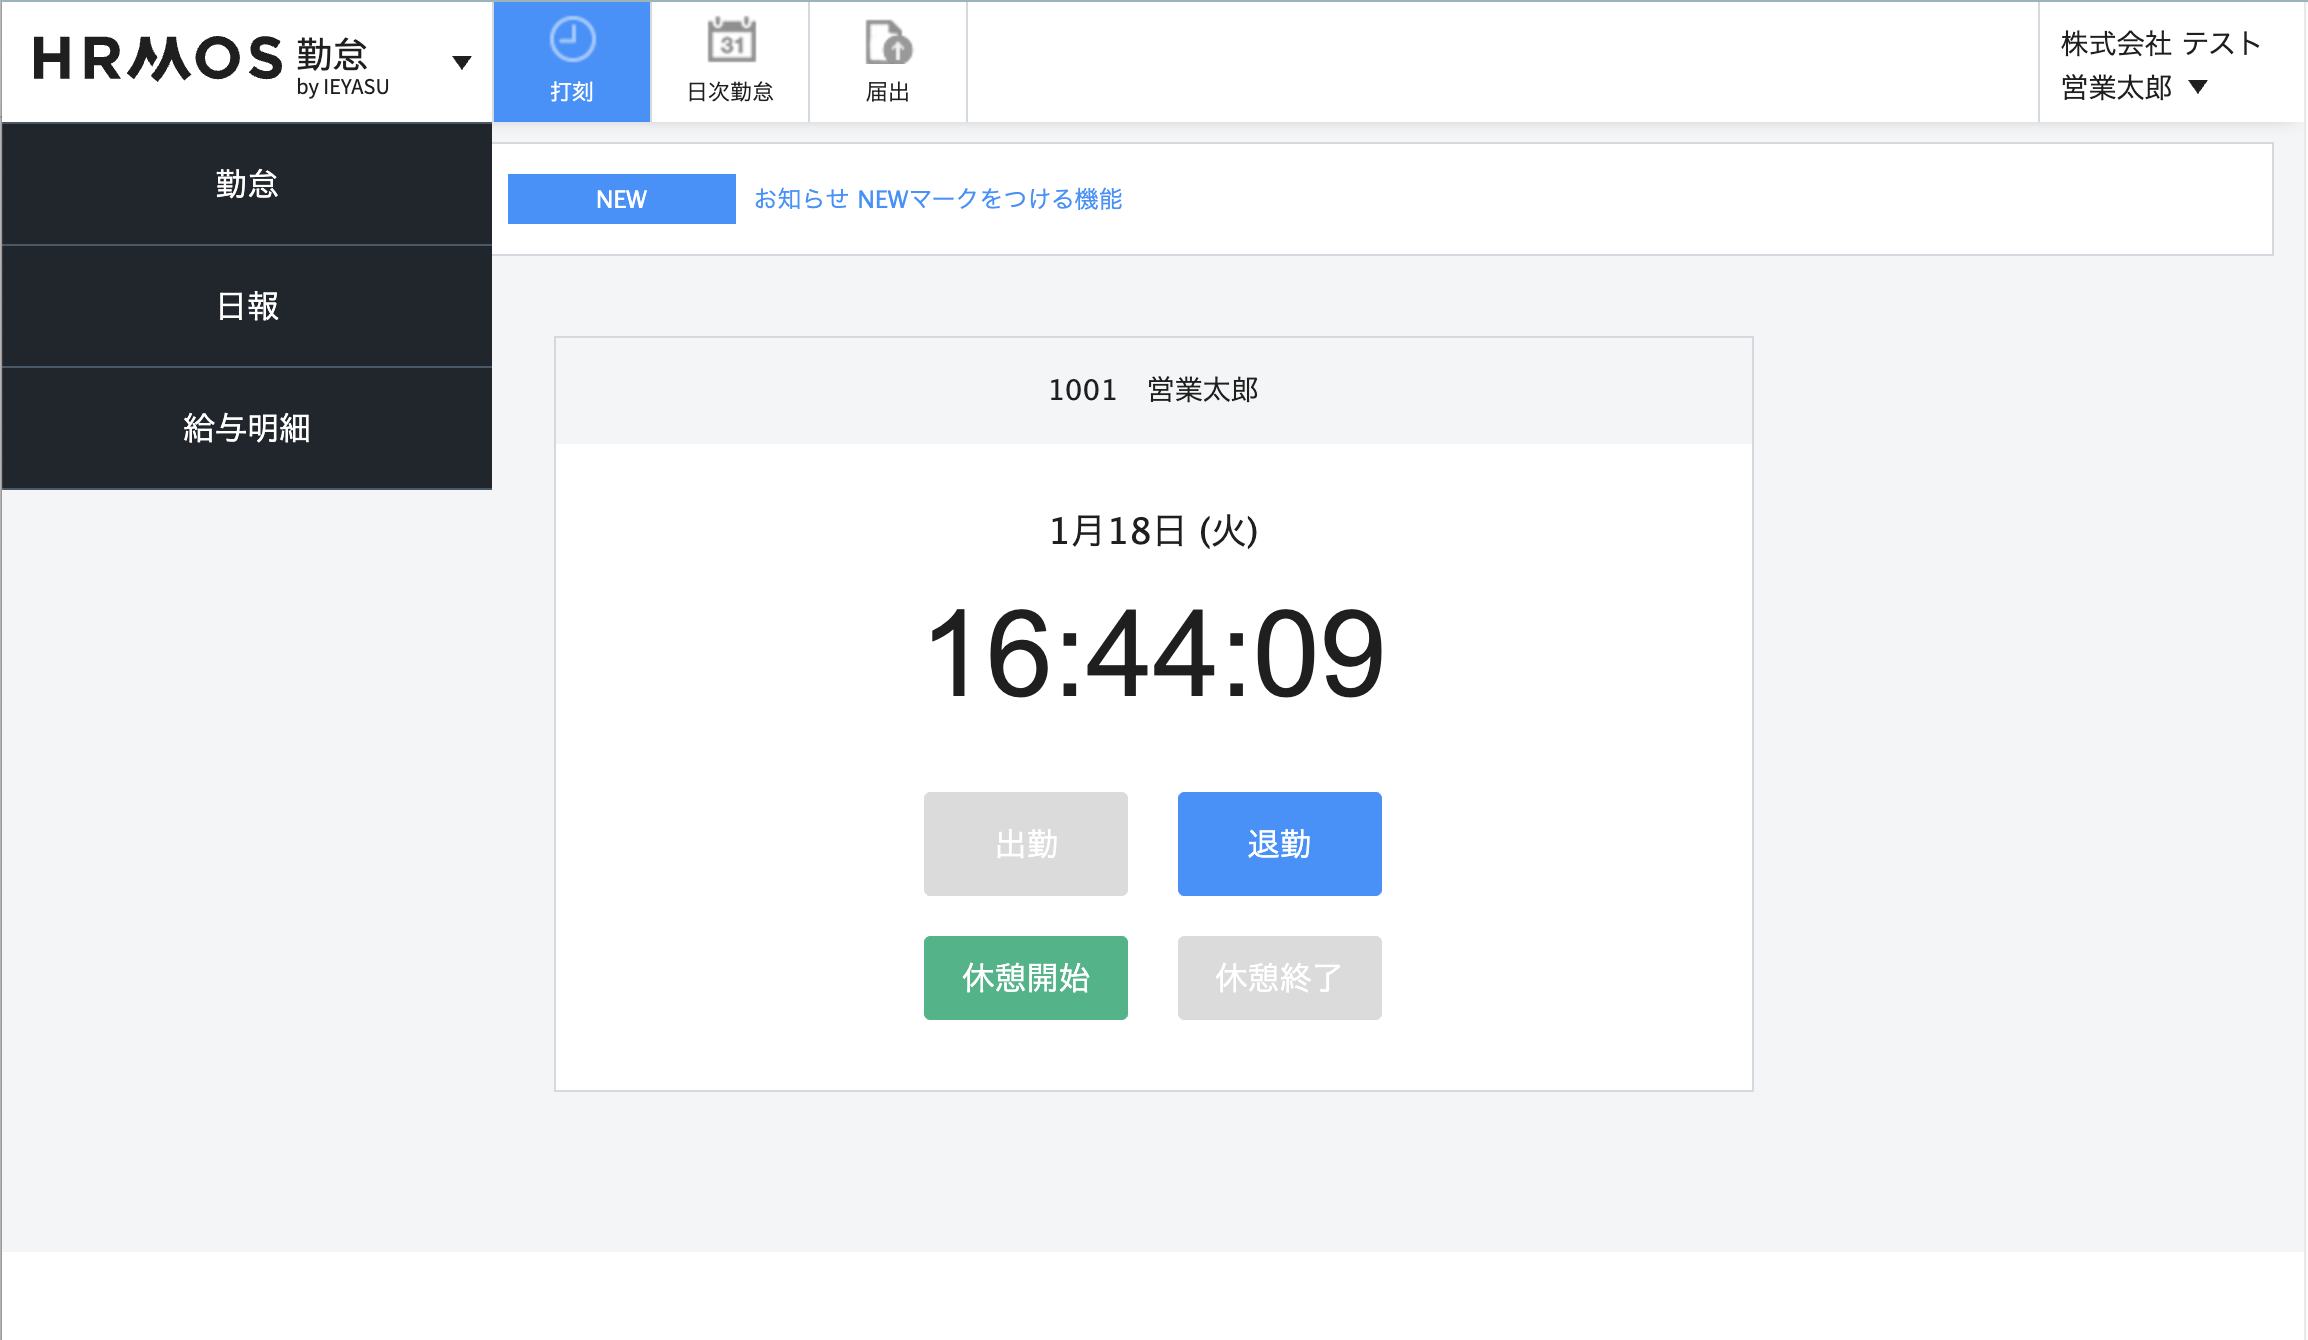 HRMOS 勤怠
by IEYASU
打刻
31
日次勤怠
届出
株式会社 テスト
営業太郎
勤怠
日報
給与明細
NEW
お知らせ NEWマークをつける機能
1001 営業太郎
1月18日 (火)
16:44:09
出勤
退勤
休憩開始
休憩終了